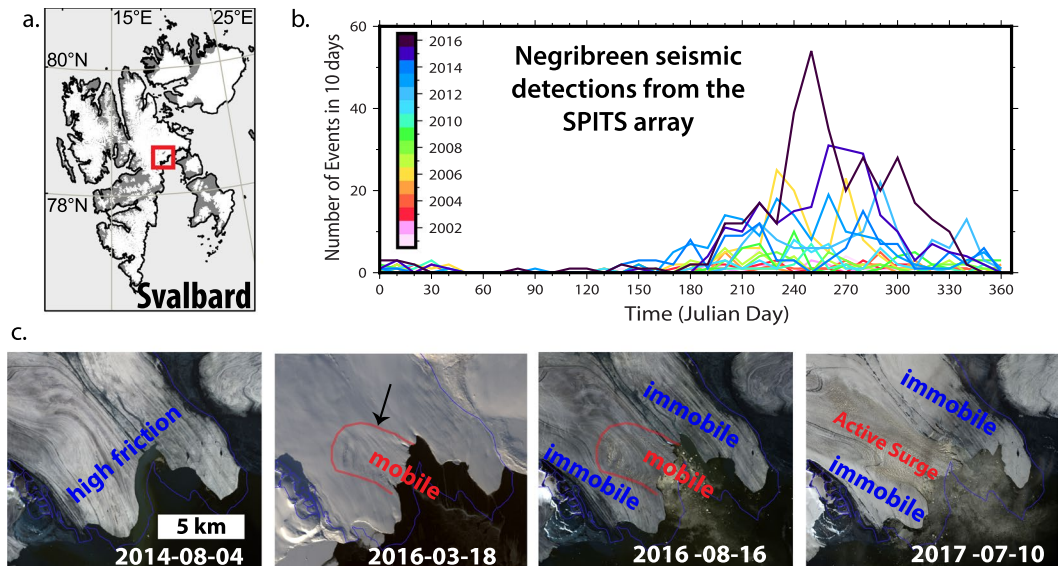 a.
15°E
25°E
80°N
78°N
Svalbard
b.
Negribreen seismic
detections from the
SPITS array
2016
2014
2012
2010
2008
2006
2004
2002
Number of Events in 10 days
60
40
20
0
0 30 60 90 120 150 180 210 240 270 300 330 360
Time (Julian Day)
c.
high friction
5 km
2014-08-04
mobile
2016 -03-18
immobile
immobile
mobile
2016 -08-16
immobile
Active Surge
immobile
2017 -07-10